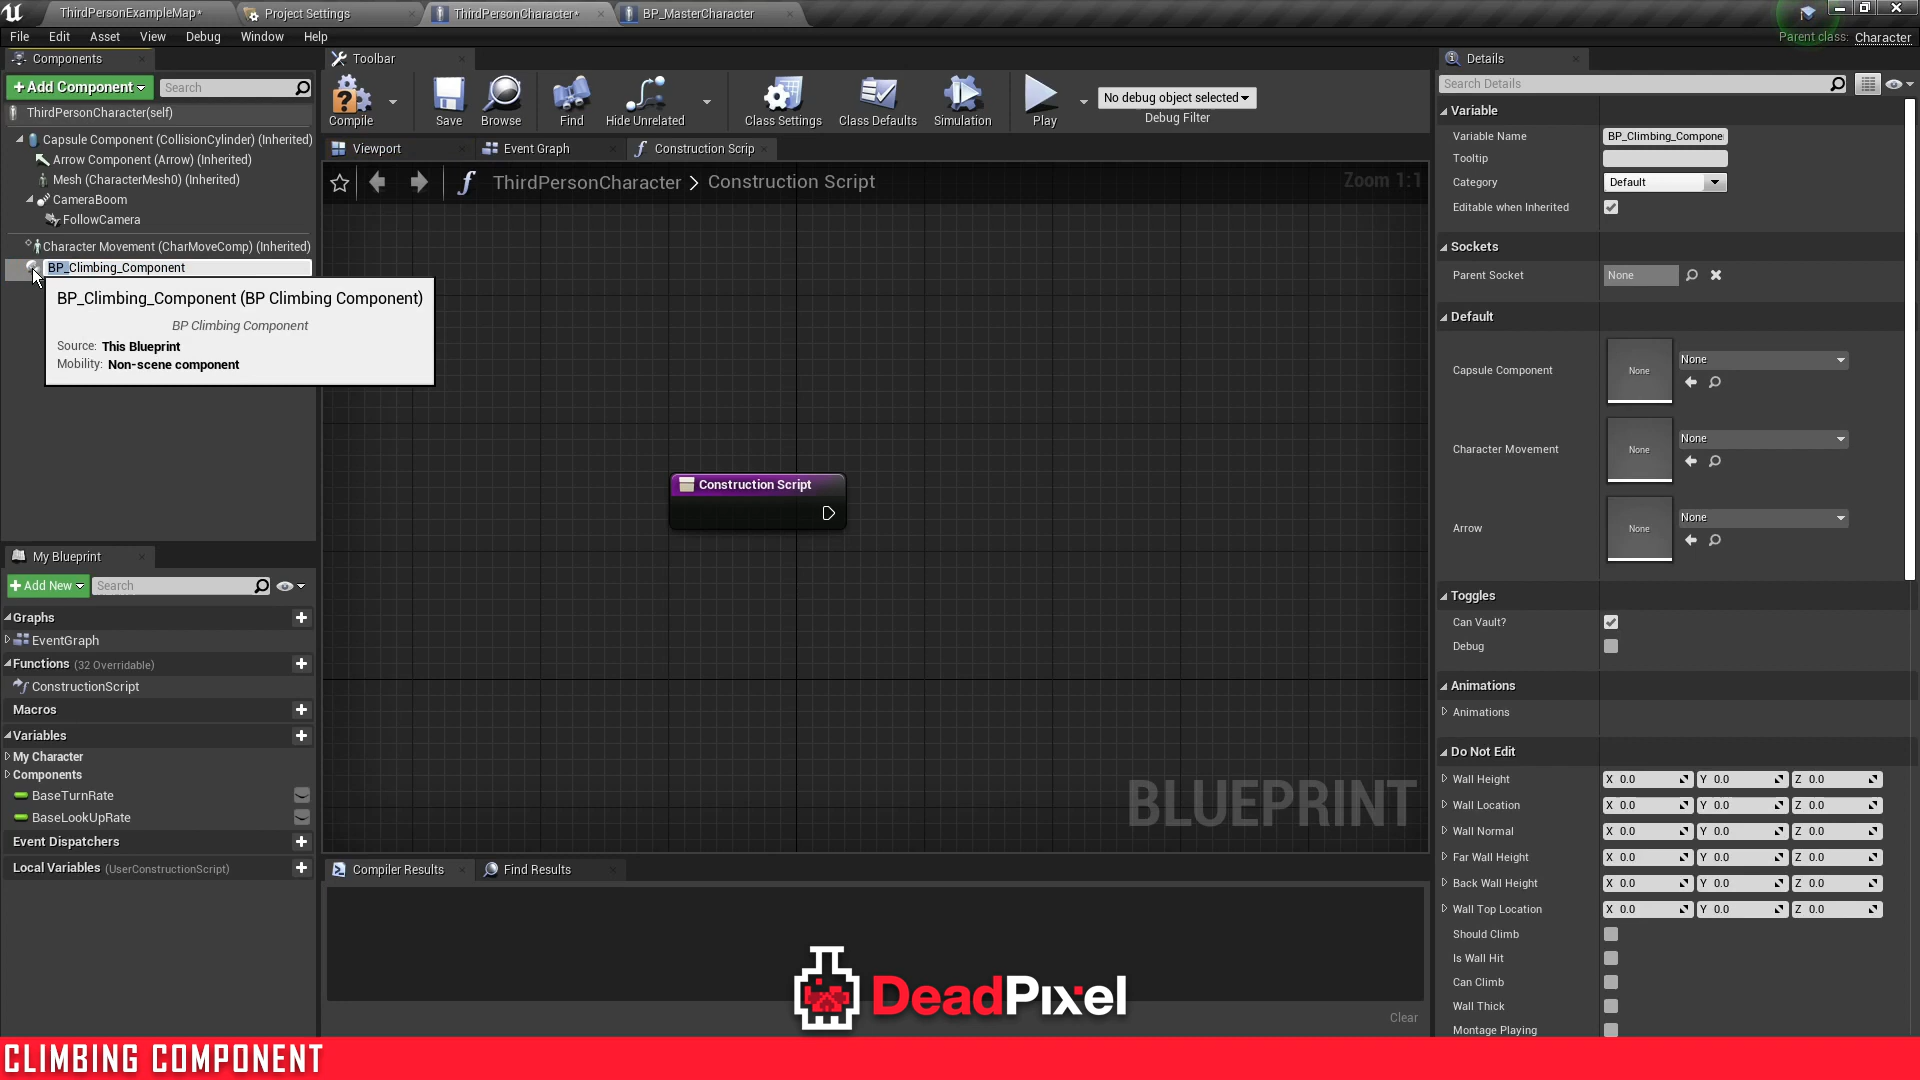 ThirdPersonExampleMap*
Project Settings
ThirdPersonCharacter*
BP_MasterCharacter
File Edit Asset View Debug Window Help
Parent class: Character
Components
Toolbar
Details
+Add Component
Search
Search Details
ThirdPersonCharacter(self)
Capsule Component (CollisionCylinder) (Inherited)
Arrow Component (Arrow) (Inherited)
Mesh (CharacterMesh0) (Inherited)
CameraBoom
FollowCamera
Character Movement (CharMoveComp) (Inherited)
BP_Climbing_Component
BP_Climbing_Component (BP Climbing Component)
BP Climbing Component
Source: This Blueprint
Mobility: Non-scene component
Compile
Save
Browse
Find
Hide Unrelated
Class Settings
Class Defaults
Simulation
Play
No debug object selected
Debug Filter
Viewport
Event Graph
Construction Scrip
ThirdPersonCharacter > Construction Script
Zoom 1:1
Construction Script
BLUEPRINT
My Blueprint
+Add New
Search
Graphs
EventGraph
Functions (32 Overridable)
ConstructionScript
Macros
Variables
My Character
Components
BaseTurnRate
BaseLookUpRate
Event Dispatchers
Local Variables (UserConstructionScript)
Compiler Results
Find Results
Clear
Variable
Variable Name BP_Climbing_Compone
Tooltip
Category Default
Editable when Inherited
Sockets
Parent Socket None
Default
Capsule Component None None
Character Movement None None
Arrow None None
Toggles
Can Vault?
Debug
Animations
Animations
Do Not Edit
Wall Height X 0.0 Y 0.0 Z 0.0
Wall Location X 0.0 Y 0.0 Z 0.0
Wall Normal X 0.0 Y 0.0 Z 0.0
Far Wall Height X 0.0 Y 0.0 Z 0.0
Back Wall Height X 0.0 Y 0.0 Z 0.0
Wall Top Location X 0.0 Y 0.0 Z 0.0
Should Climb
Is Wall Hit
Can Climb
Wall Thick
Montage Playing
DeadPixel
CLIMBING COMPONENT